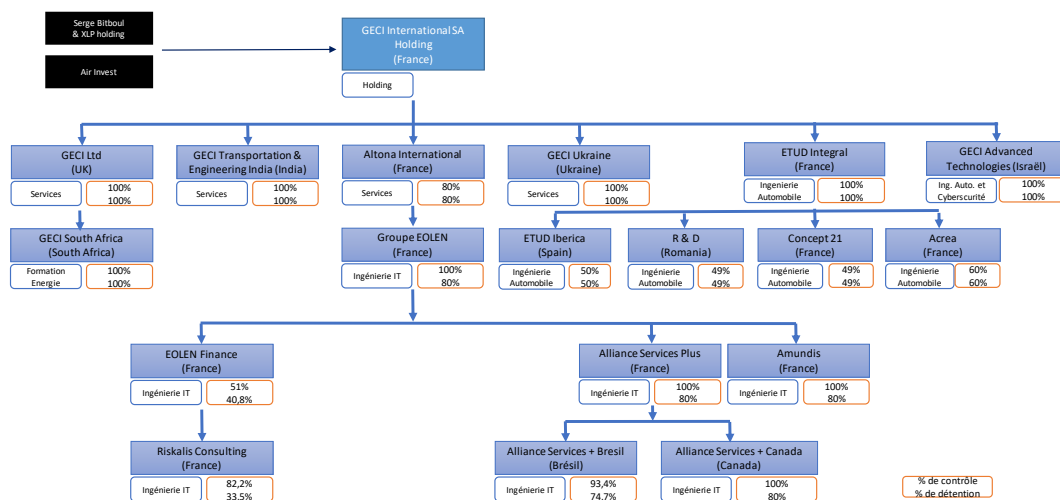 Serge Bitboul
& XLP holding
Air Invest
GECI International SA
Holding
(France)
Holding
GECI Ltd
(UK)
Services
100%
100%
GECI Transportation &
Engineering India (India)
Services
100%
100%
Altona International
(France)
Services
80%
80%
GECI Ukraine
(Ukraine)
Services
100%
100%
ETUD Integral
(France)
Ingenierie
Automobile
100%
100%
GECI Advanced
Technologies (Israël)
Ing. Auto. et
Cyberscurité
100%
100%
GECI South Africa
(South Africa)
Formation
Energie
100%
100%
Groupe EOLEN
(France)
Ingénierie IT
100%
80%
ETUD Iberica
(Spain)
Ingénierie
Automobile
50%
50%
R & D
(Romania)
Ingénierie
Automobile
49%
49%
Concept 21
(France)
Ingénierie
Automobile
49%
49%
Acrea
(France)
Ingénierie
Automobile
60%
60%
EOLEN Finance
(France)
Ingénierie IT
51%
40,8%
Alliance Services Plus
(France)
Ingénierie IT
100%
80%
Amundis
(France)
Ingénierie IT
100%
80%
Riskalis Consulting
(France)
Ingénierie IT
82,2%
33,5%
Alliance Services + Bresil
(Brésil)
Ingénierie IT
93,4%
74,7%
Alliance Services + Canada
(Canada)
Ingénierie IT
100%
80%
% de contrôle
% de détention